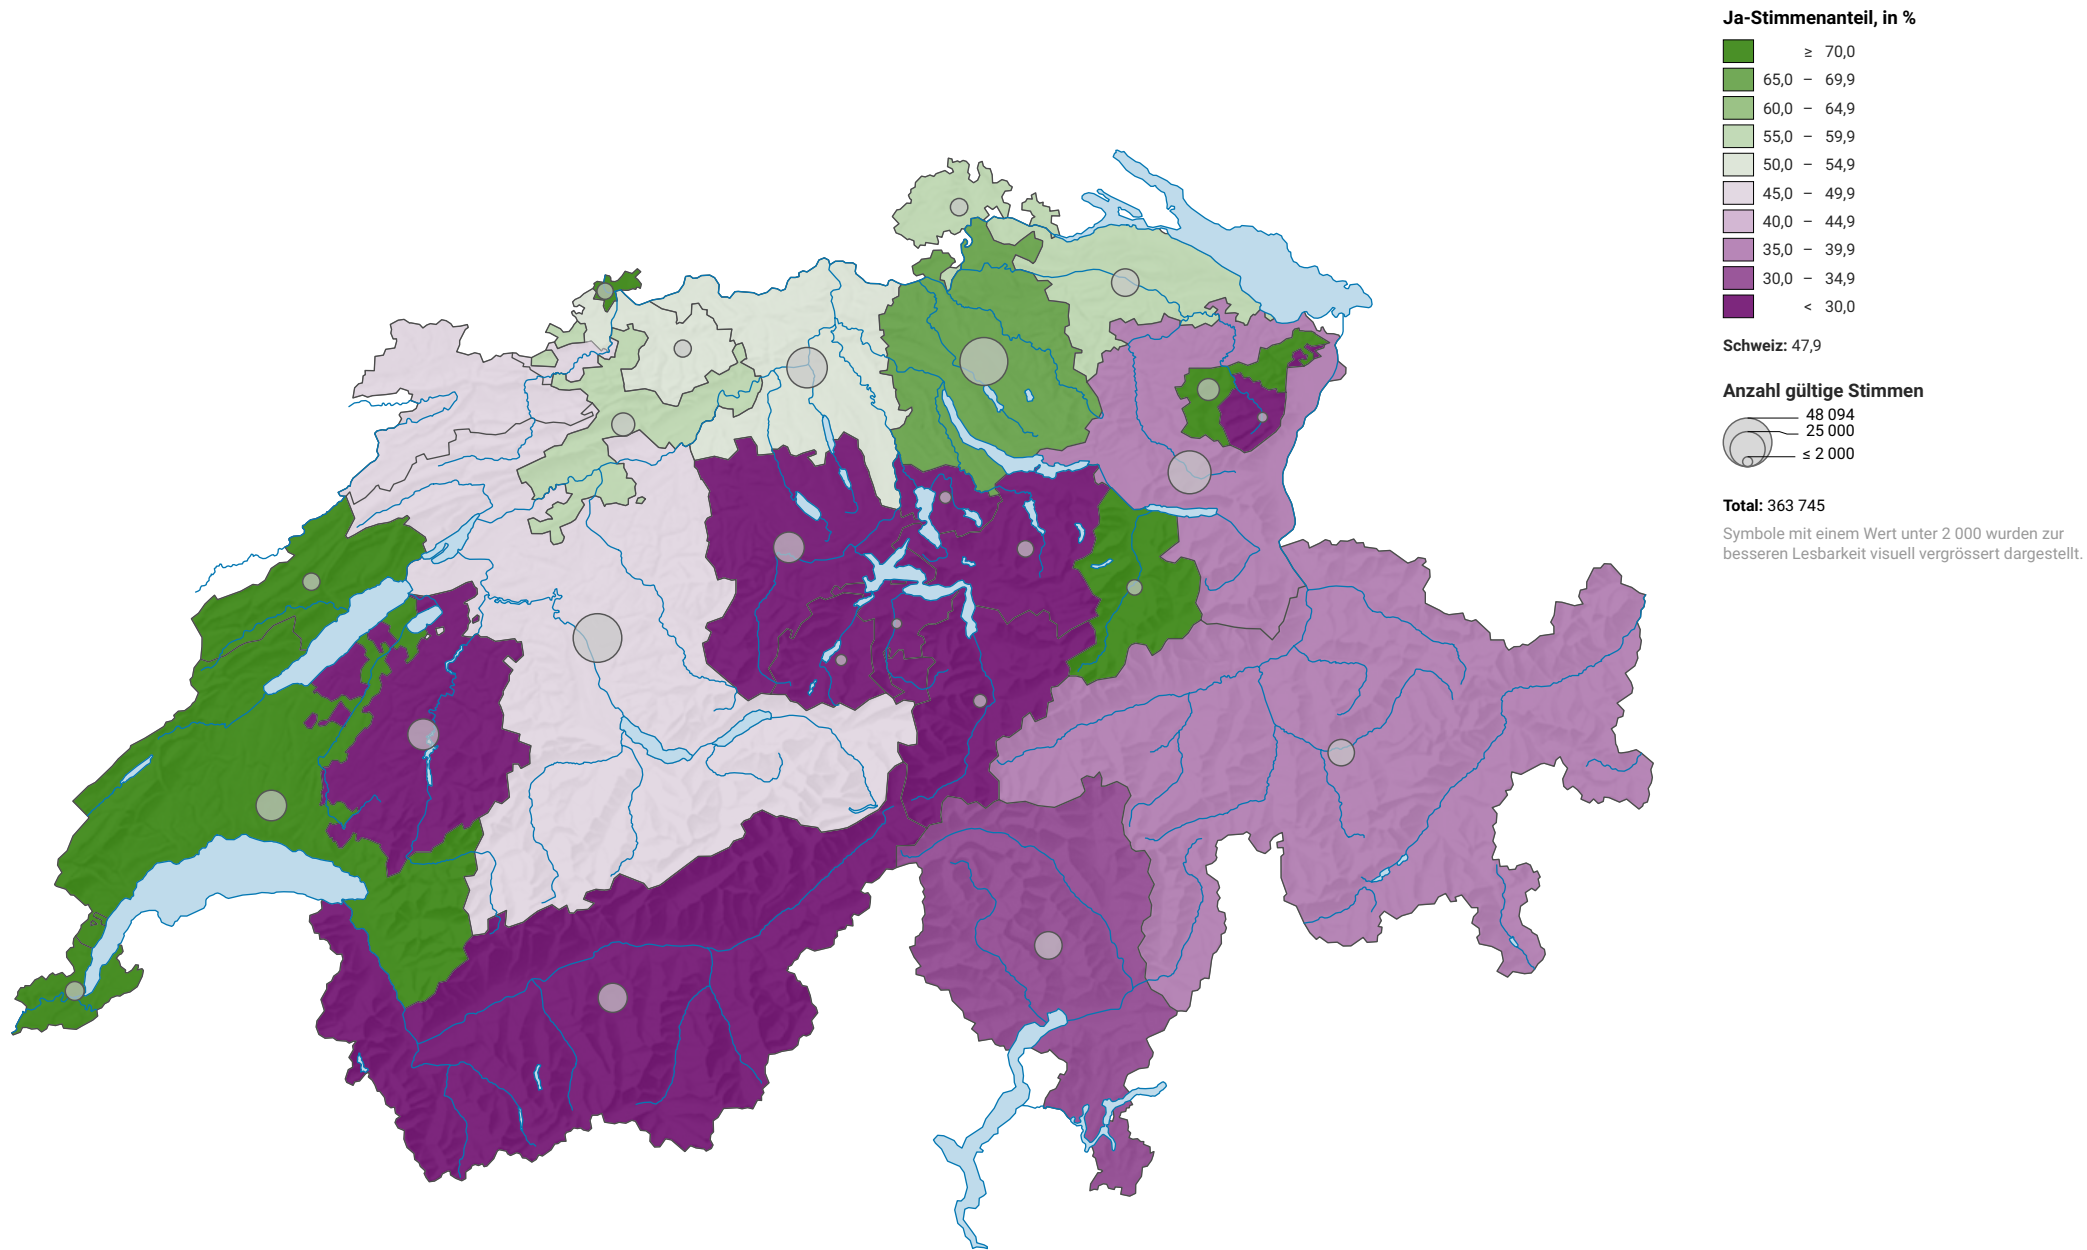 Ja-Stimmenanteil, in %
≥ 70,0
65,0 – 69,9
60,0 – 64,9
55,0 – 59,9
50,0 – 54,9
45,0 – 49,9
40,0 – 44,9
35,0 – 39,9
30,0 – 34,9
< 30,0
Schweiz: 47,9
Anzahl gültige Stimmen
48 094
25 000
≤ 2 000
Total: 363 745
Symbole mit einem Wert unter 2 000 wurden zur
besseren Lesbarkeit visuell vergrössert dargestellt.